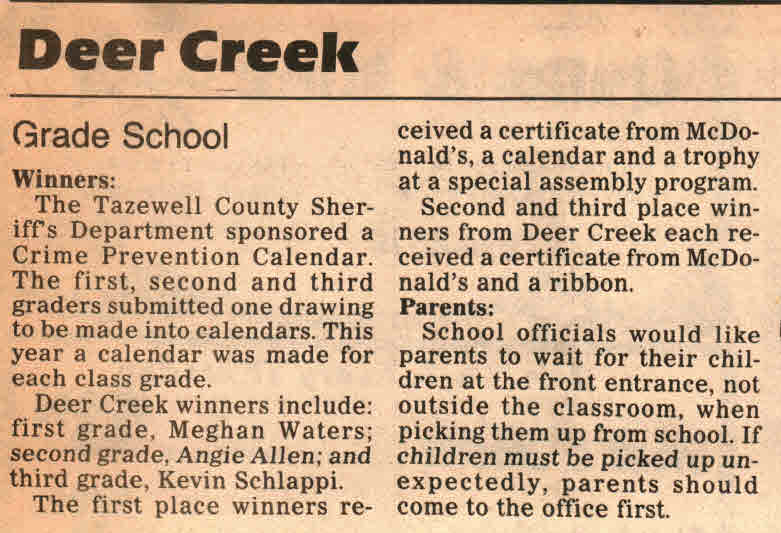 Deer Creek
Grade School
Winners:
The Tazewell County Sher-
iff's Department sponsored a
Crime Prevention Calendar.
The first, second and third
graders submitted one drawing
to be made into calendars. This
year a calendar was made for
each class grade.
Deer Creek winners include:
first grade, Meghan Waters;
second grade, Angie Allen; and
third grade, Kevin Schlappi.
The first place winners re-
ceived a certificate from McDo-
nald's, a calendar and a trophy
at a special assembly program.
Second and third place win-
ners from Deer Creek each re-
ceived a certificate from McDo-
nald's and a ribbon.
Parents:
School officials would like
parents to wait for their chil-
dren at the front entrance, not
outside the classroom, when
picking them up from school. If
children must be picked up un-
expectedly, parents should
come to the office first.